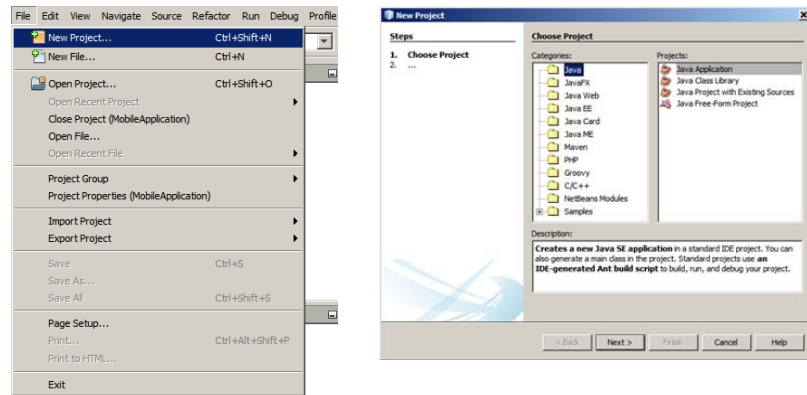 File Edit View Navigate Source Refactor Run Debug Profile
New Project... Ctrl+Shift+N
New File... Ctrl+N
Open Project... Ctrl+Shift+O
Open Recent Project
Close Project (MobileApplication)
Open File...
Open Recent File
Project Group
Project Properties (MobileApplication)
Import Project
Export Project
Save Ctrl+S
Save As...
Save All Ctrl+Shift+S
Page Setup...
Print... Ctrl+Alt+Shift+P
Print to HTML...
Exit
New Project
Steps
1. Choose Project
2. ...
Choose Project
Categories:
Java
JavaFX
Java Web
Java EE
Java Card
Java ME
Maven
PHP
Groovy
C/C++
NetBeans Modules
Samples
Projects:
Java Application
Java Class Library
Java Project with Existing Sources
Java Free-Form Project
Description:
Creates a new Java SE application in a standard IDE project. You can
also generate a main class in the project. Standard projects use an
IDE-generated Ant build script to build, run, and debug your project.
< Back Next > Finish Cancel Help